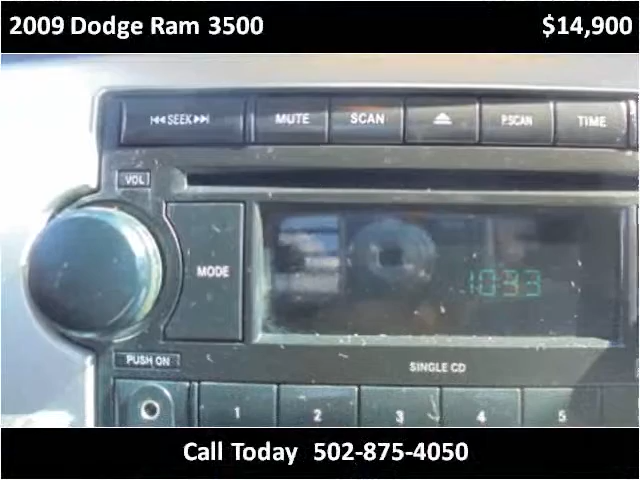 2009 Dodge Ram 3500 $14,900
SEEK MUTE SCAN P.SCAN TIME
VOL
MODE
10:33
PUSH ON
SINGLE CD
1 2 3 4 5
Call Today 502-875-4050